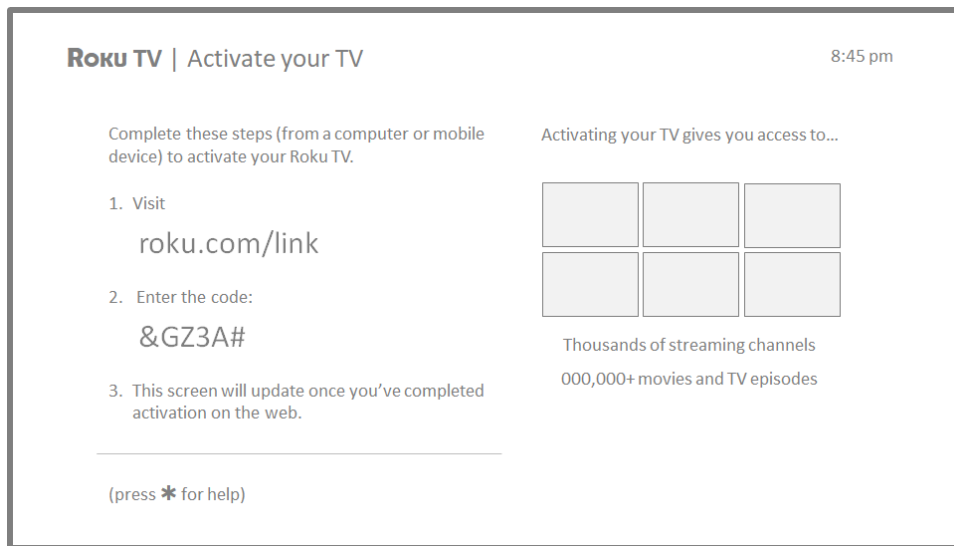 Roku TV | Activate your TV
8:45 pm
Complete these steps (from a computer or mobile
device) to activate your Roku TV.
1. Visit
roku.com/link
2. Enter the code:
&GZ3A#
3. This screen will update once you’ve completed
activation on the web.
(press ✱ for help)
Activating your TV gives you access to…
Thousands of streaming channels
000,000+ movies and TV episodes